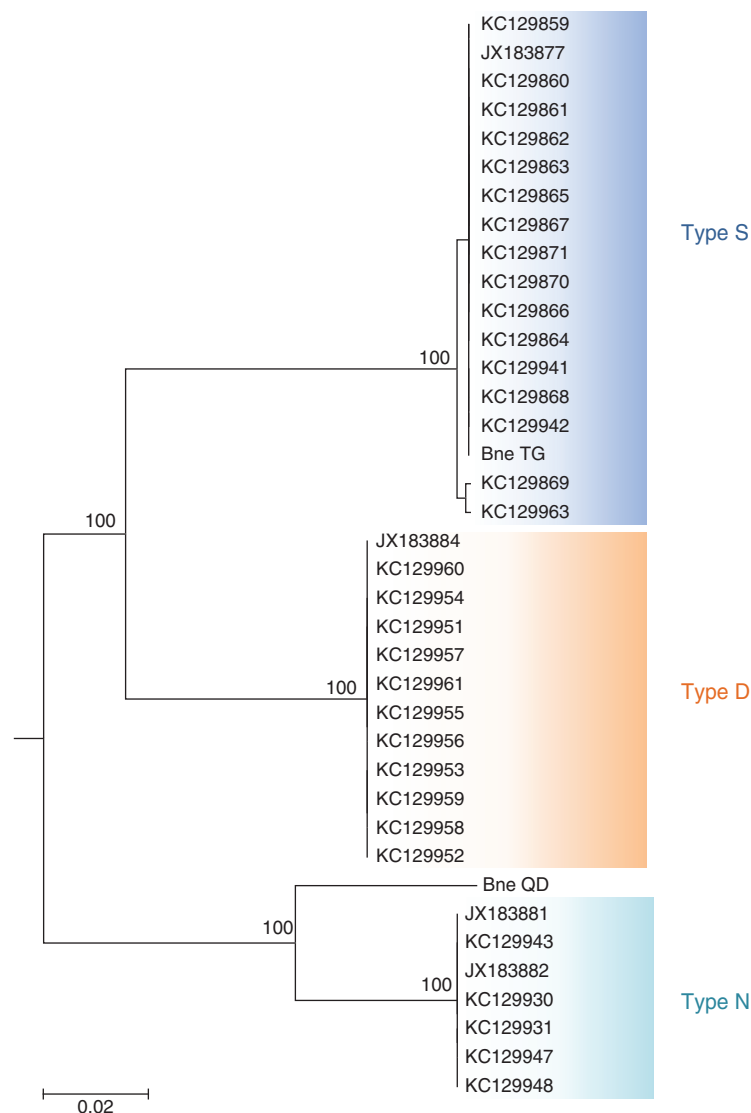 KC129859
JX183877
KC129860
KC129861
KC129862
KC129863
KC129865
KC129867
Type S
KC129871
KC129870
KC129866
KC129864
100
KC129941
KC129868
KC129942
Bne TG
KC129869
KC129963
100
JX183884
KC129960
KC129954
KC129951
KC129957
100
KC129961
Type D
KC129955
KC129956
KC129953
KC129959
KC129958
KC129952
Bne QD
JX183881
100
KC129943
JX183882
100
KC129930
Type N
KC129931
KC129947
KC129948
0.02